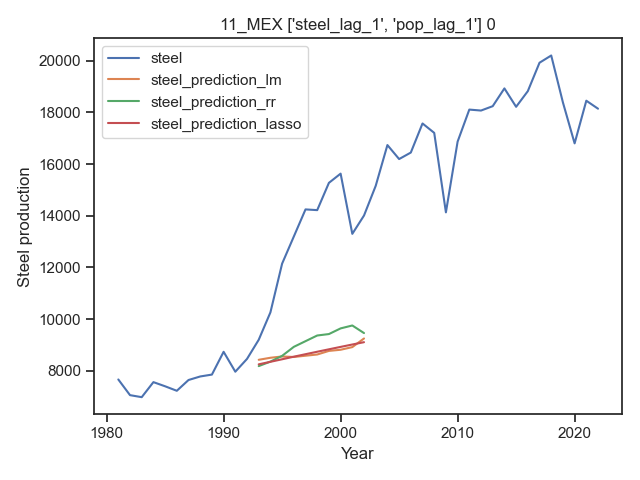 11_MEX ['steel_lag_1', 'pop_lag_1'] 0
steel
steel_prediction_lm
steel_prediction_rr
steel_prediction_lasso
Steel production
20000
18000
16000
14000
12000
10000
8000
1980
1990
2000
2010
2020
Year